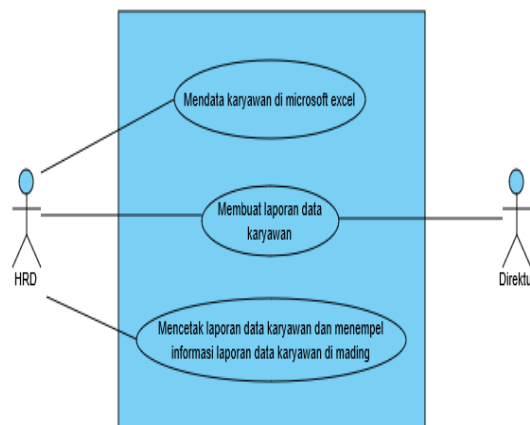 Mendata karyawan di microsoft excel
Membuat laporan data
karyawan
HRD
Direktu
Mencetak laporan data karyawan dan menempel
informasi laporan data karyawan di mading